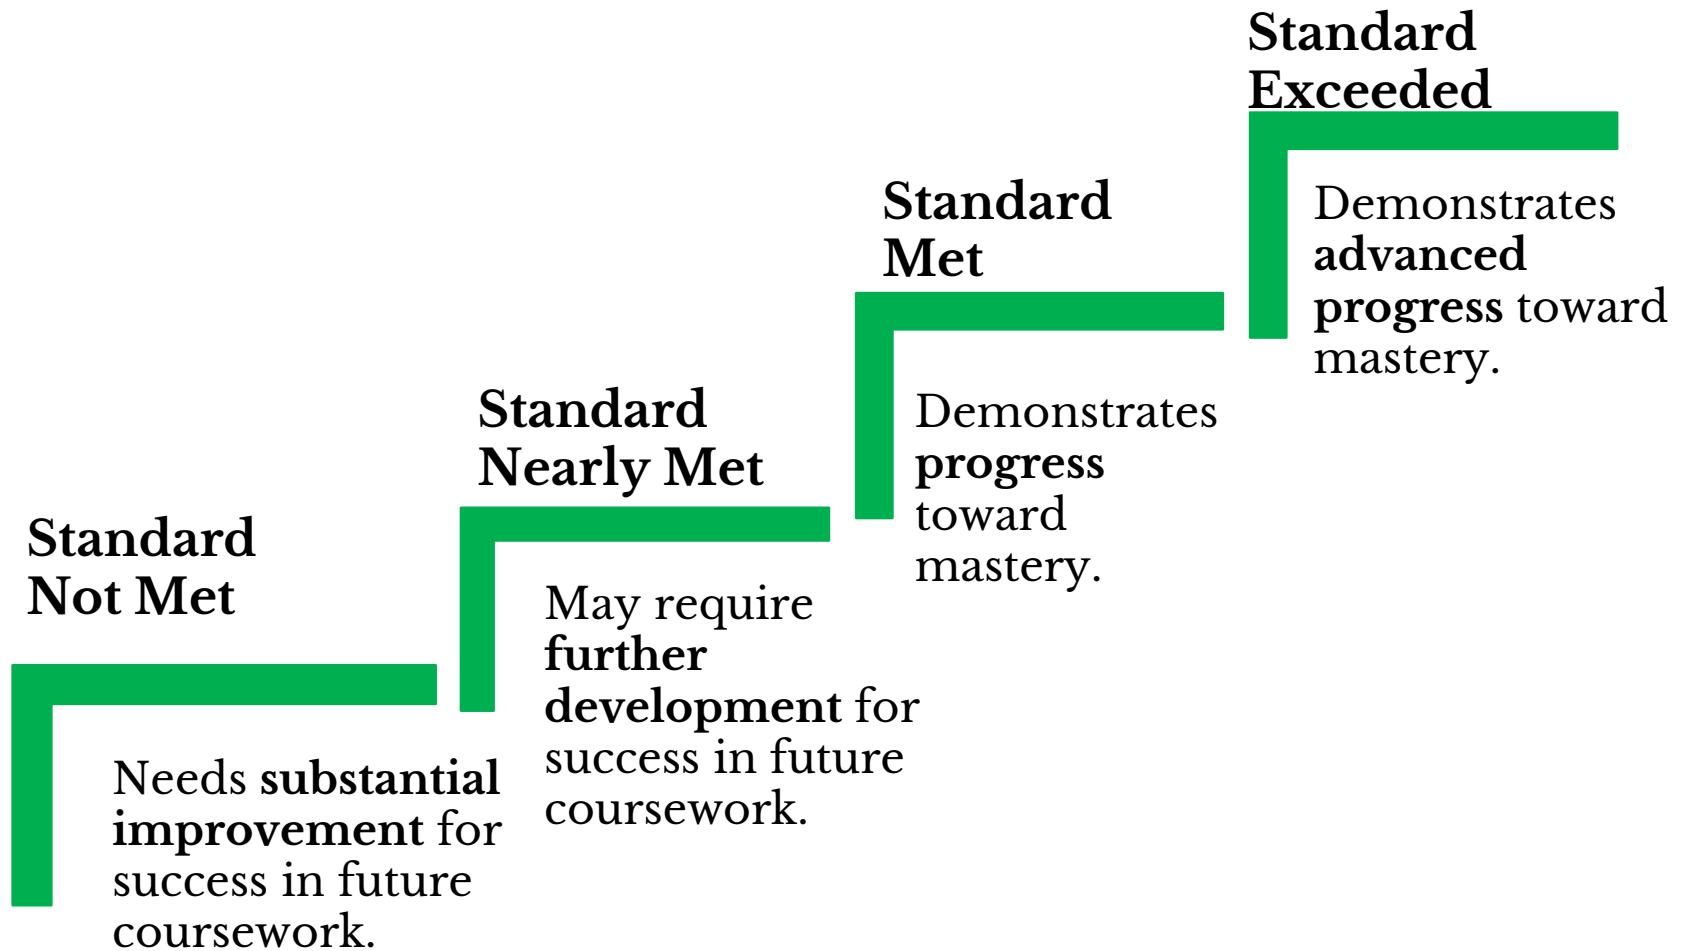 Standard
Not Met
Needs substantial
improvement for
success in future
coursework.
Standard
Nearly Met
May require
further
development for
success in future
coursework.
Standard
Met
Demonstrates
progress
toward
mastery.
Standard
Exceeded
Demonstrates
advanced
progress toward
mastery.